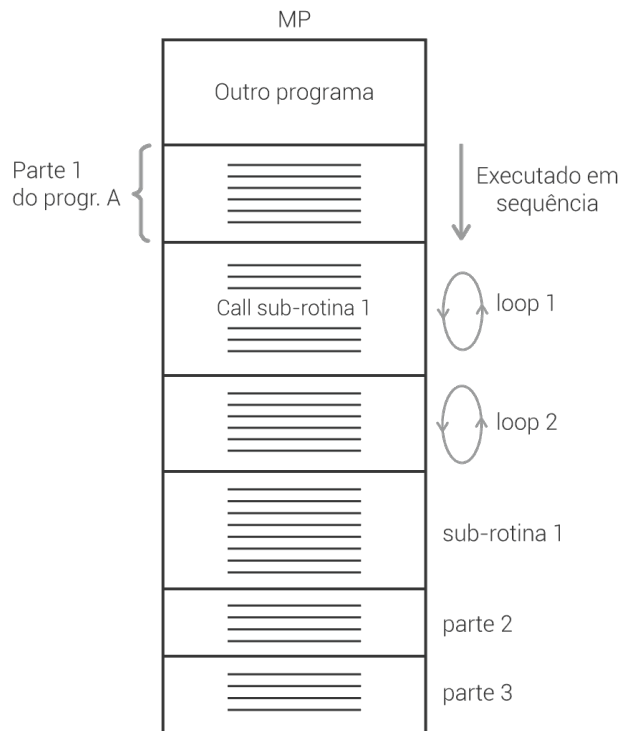 MP
Outro programa
Parte 1
do progr. A
Executado em
sequência
Call sub-rotina 1
loop 1
loop 2
sub-rotina 1
parte 2
parte 3